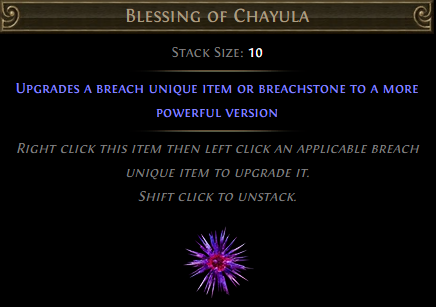 Blessing of Chayula
Stack Size: 10
Upgrades a breach unique item or breachstone to a more
powerful version
Right click this item then left click an applicable breach
unique item to upgrade it.
Shift click to unstack.